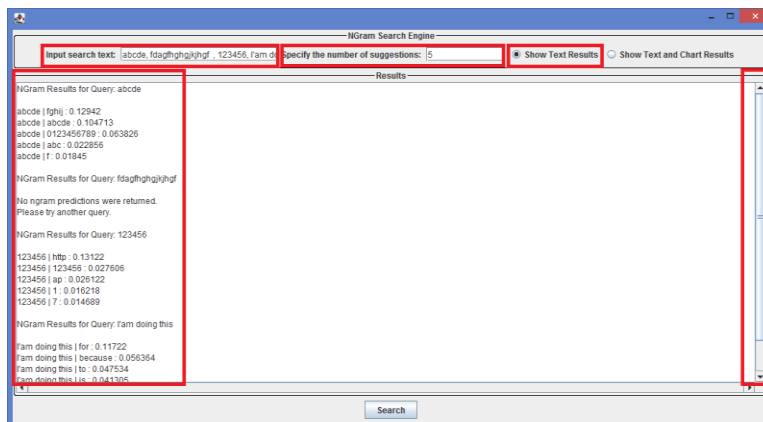 NGram Search Engine
Input search text: abcde, fdagfhghgjkjhgf , 123456, I'am do Specify the number of suggestions: 5 Show Text Results Show Text and Chart Results
Results
NGram Results for Query: abcde
abcde | fghij : 0.12942
abcde | abcde : 0.104713
abcde | 0123456789 : 0.063826
abcde | abc : 0.022856
abcde | f : 0.01845
NGram Results for Query: fdagfhghgjkjhgf
No ngram predictions were returned.
Please try another query.
NGram Results for Query: 123456
123456 | http : 0.13122
123456 | 123456 : 0.027606
123456 | ap : 0.026122
123456 | 1 : 0.016218
123456 | 7 : 0.014689
NGram Results for Query: I'am doing this
I'am doing this | for : 0.11722
I'am doing this | because : 0.056364
I'am doing this | to : 0.047534
I'am doing this | is : 0.041305
Search